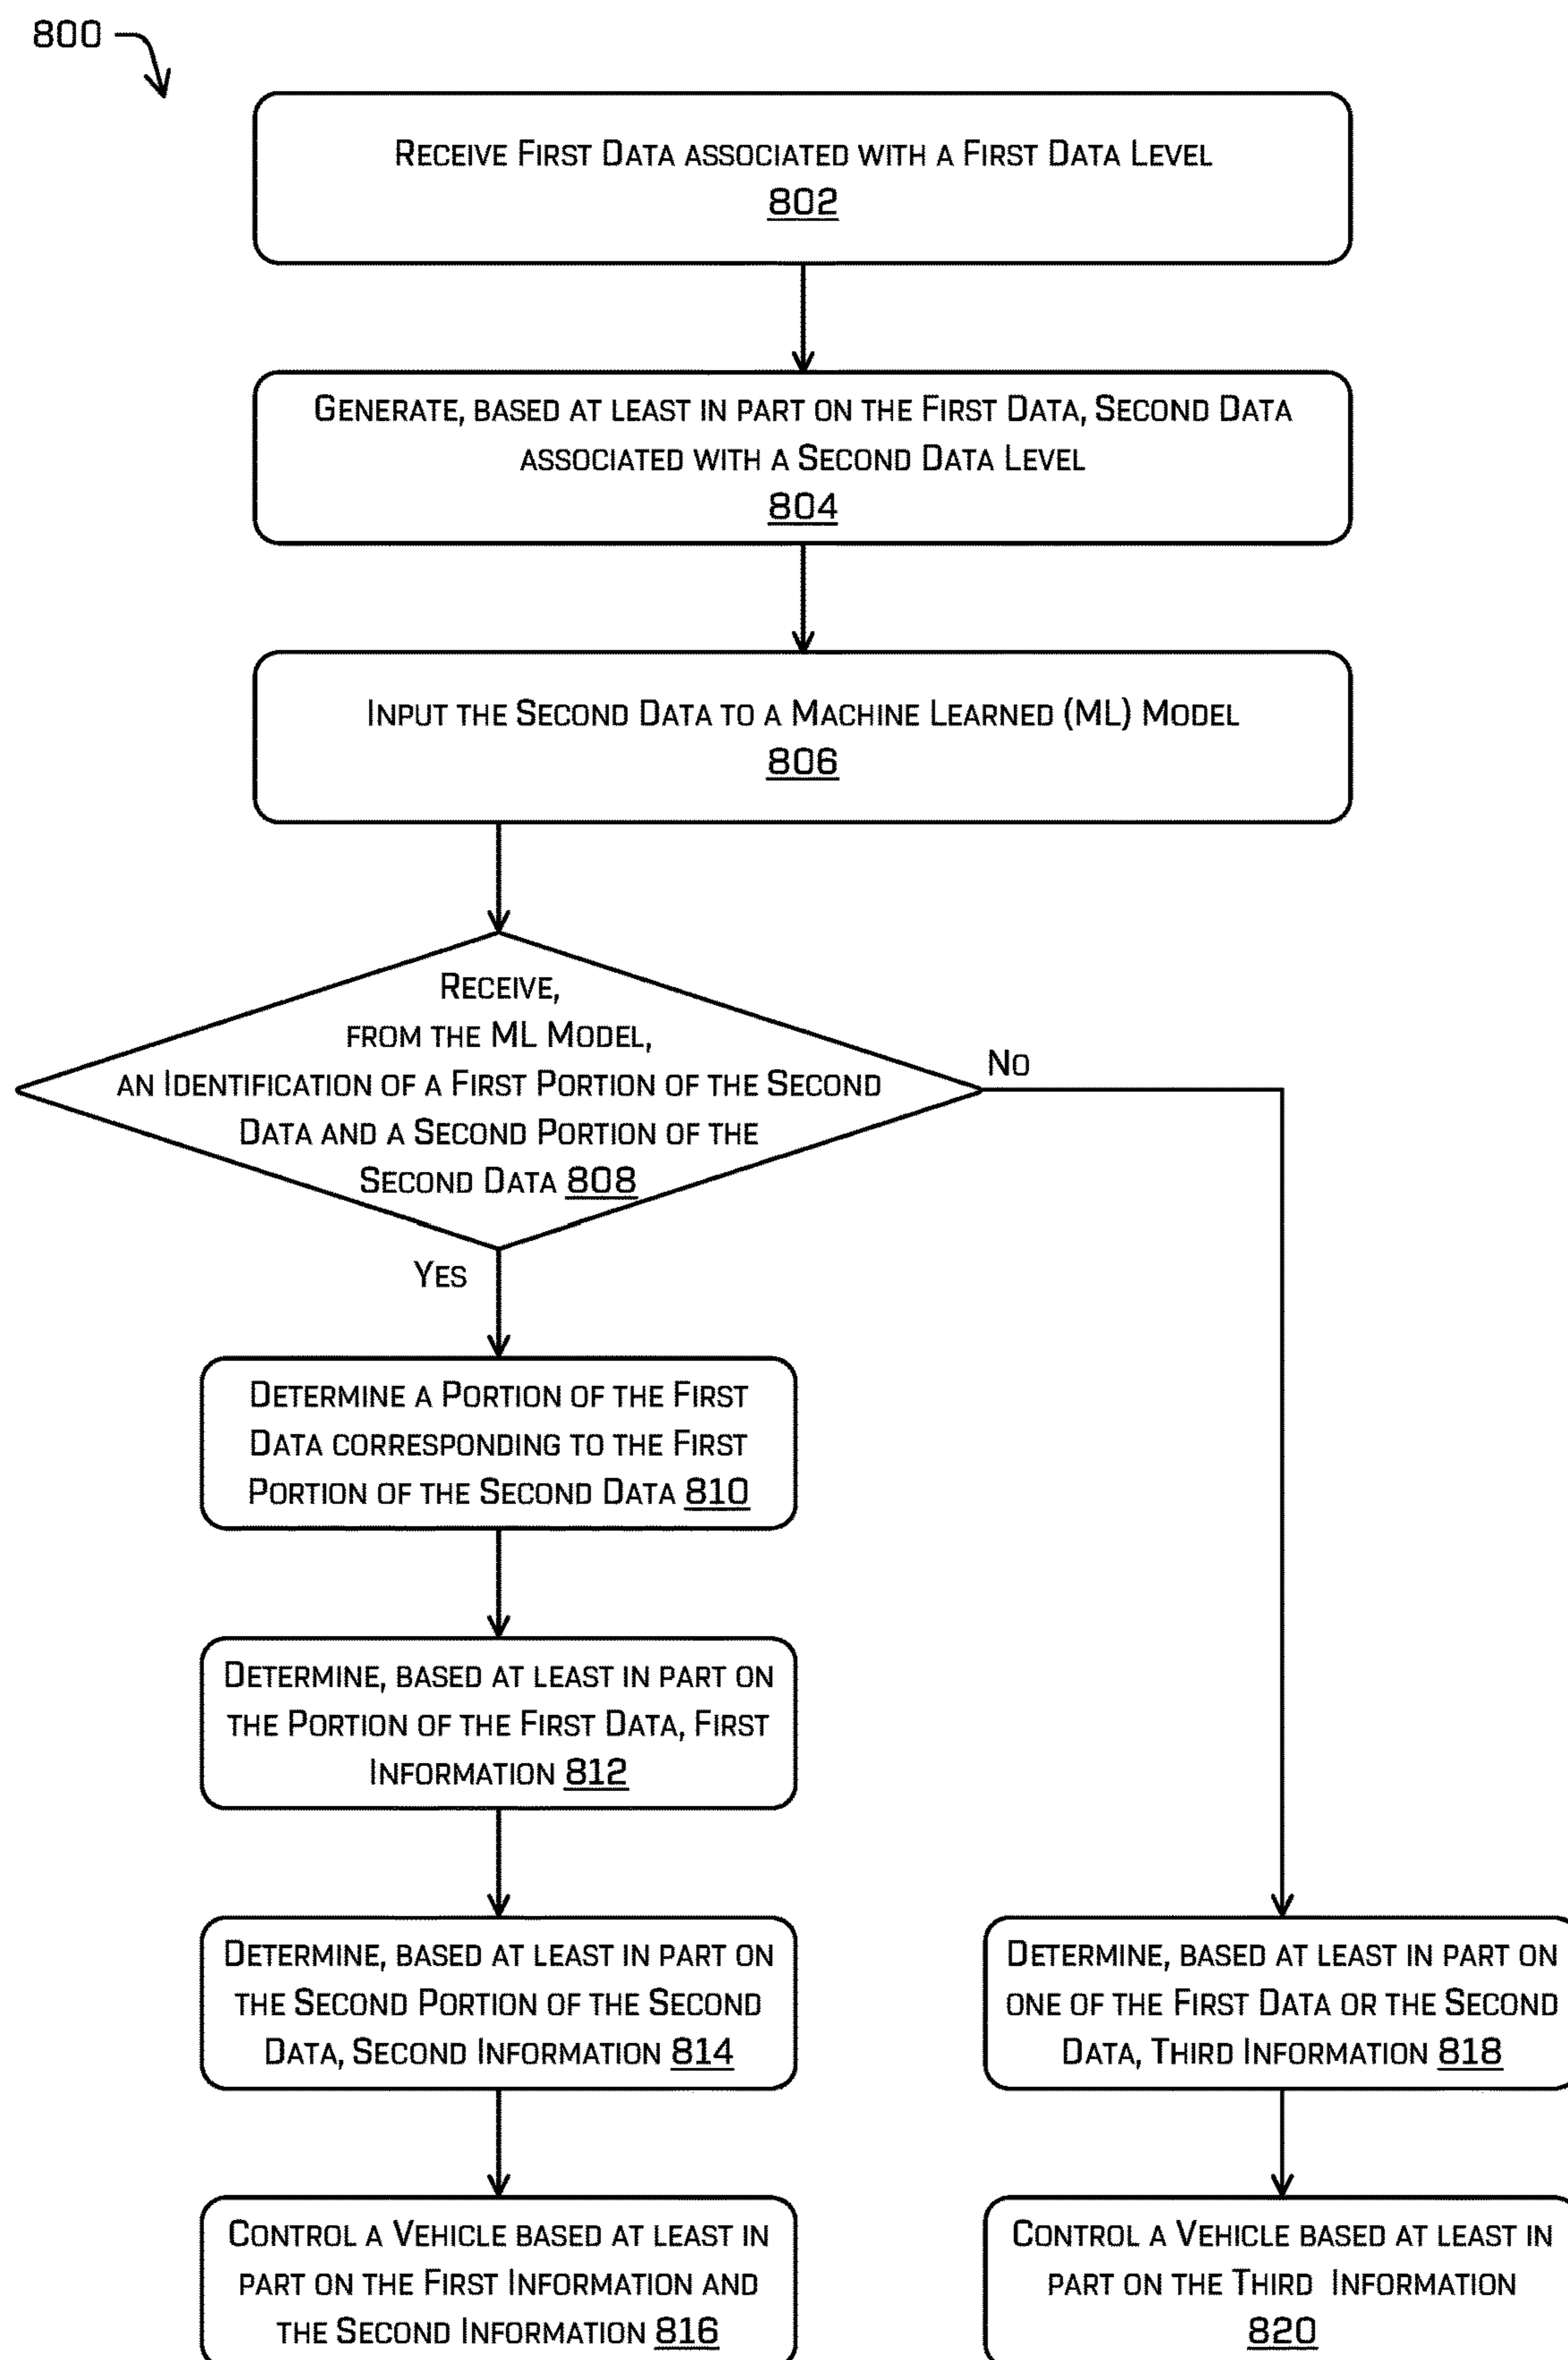 800
Receive First Data associated with a First Data Level
802
Generate, based at least in part on the First Data, Second Data
associated with a Second Data Level
804
Input the Second Data to a Machine Learned (ML) Model
806
Receive,
from the ML Model,
an Identification of a First Portion of the Second
Data and a Second Portion of the
Second Data 808
No
Yes
Determine a Portion of the First
Data corresponding to the First
Portion of the Second Data 810
Determine, based at least in part on
the Portion of the First Data, First
Information 812
Determine, based at least in part on
the Second Portion of the Second
Data, Second Information 814
Control a Vehicle based at least in
part on the First Information and
the Second Information 816
Determine, based at least in part on
one of the First Data or the Second
Data, Third Information 818
Control a Vehicle based at least in
part on the Third Information
820